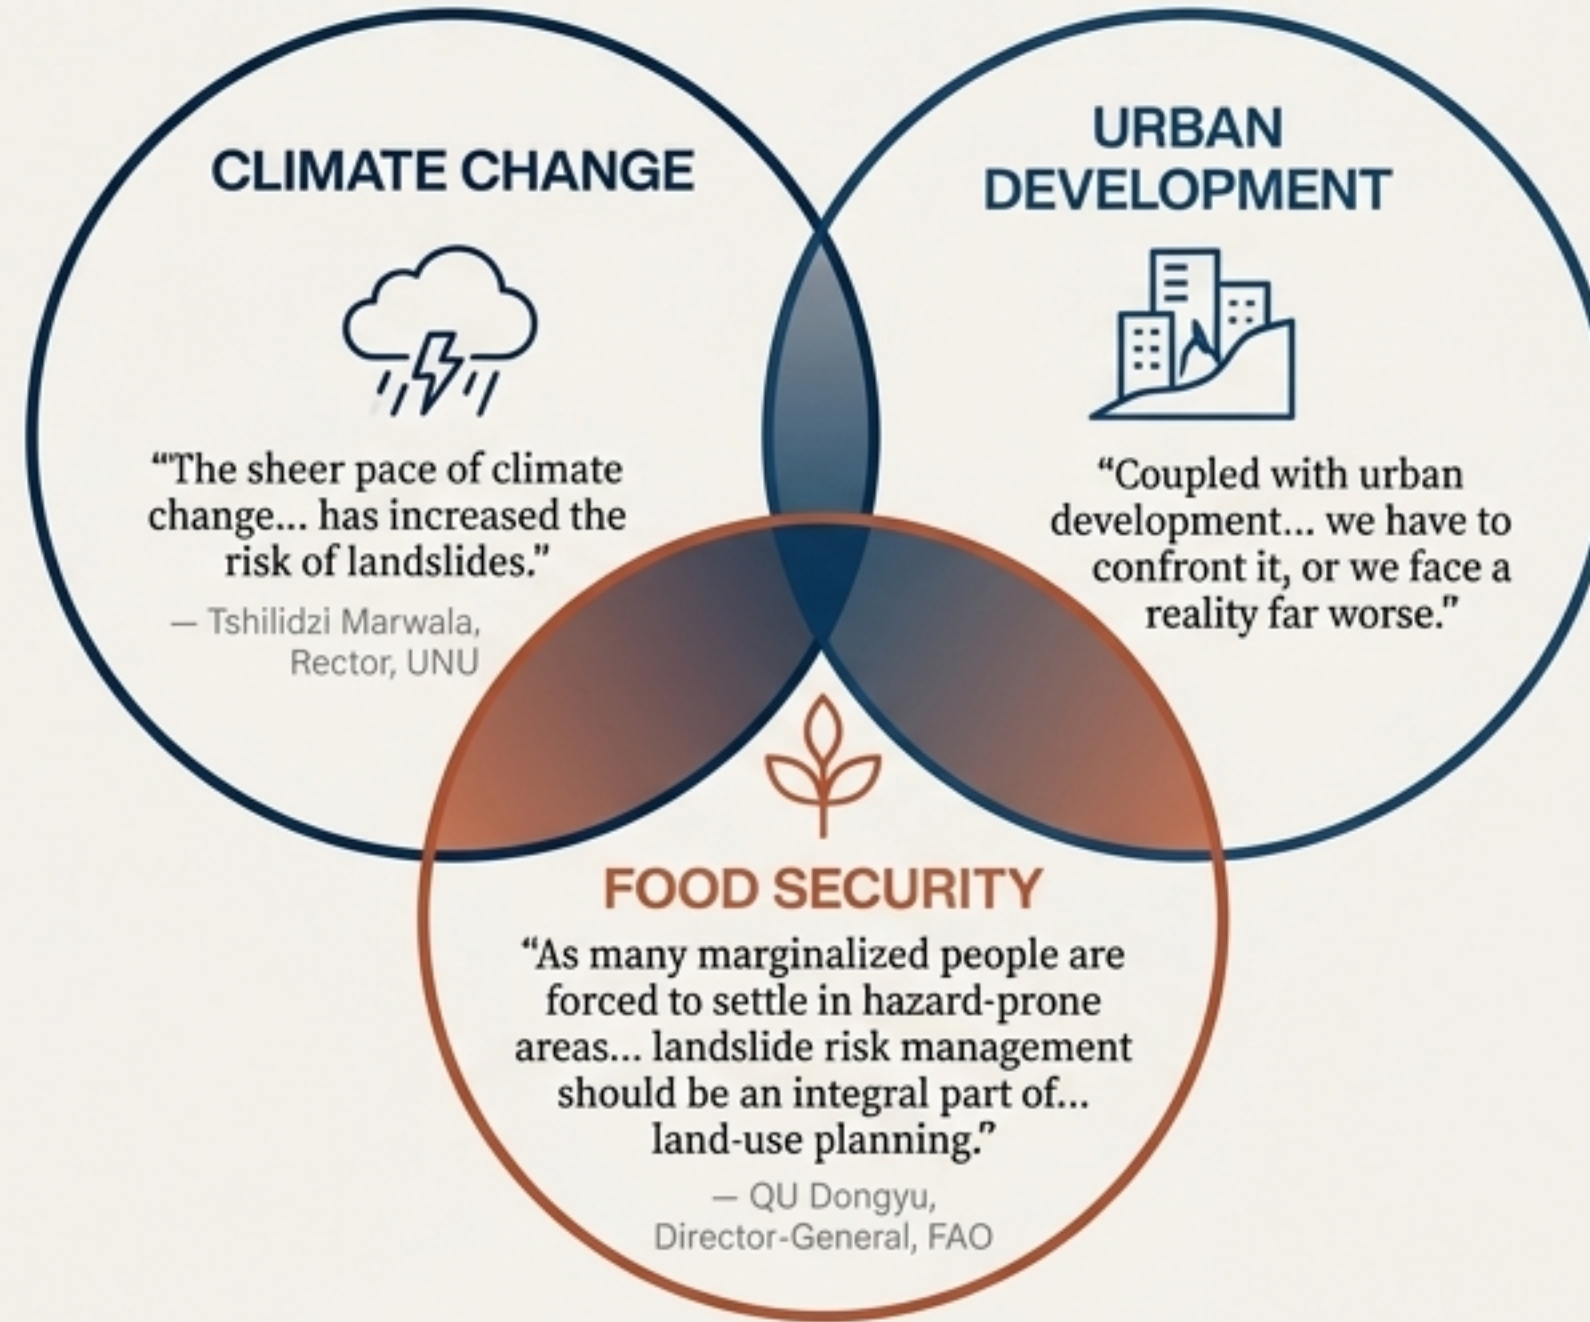 CLIMATE CHANGE
“The sheer pace of climate
change... has increased the
risk of landslides.”
— Tshilidzi Marwala,
Rector, UNU
URBAN
DEVELOPMENT
“Coupled with urban
development... we have to
confront it, or we face a
reality far worse.”
FOOD SECURITY
“As many marginalized people are
forced to settle in hazard-prone
areas... landslide risk management
should be an integral part of...
land-use planning.”
— QU Dongyu,
Director-General, FAO